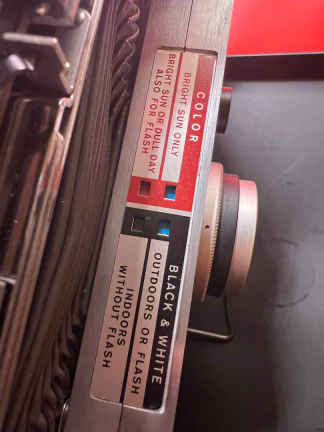 COLOR
BRIGHT SUN ONLY
BRIGHT SUN OR DULL DAY
ALSO FOR FLASH
BLACK & WHITE
OUTDOORS OR FLASH
INDOORS
WITHOUT FLASH